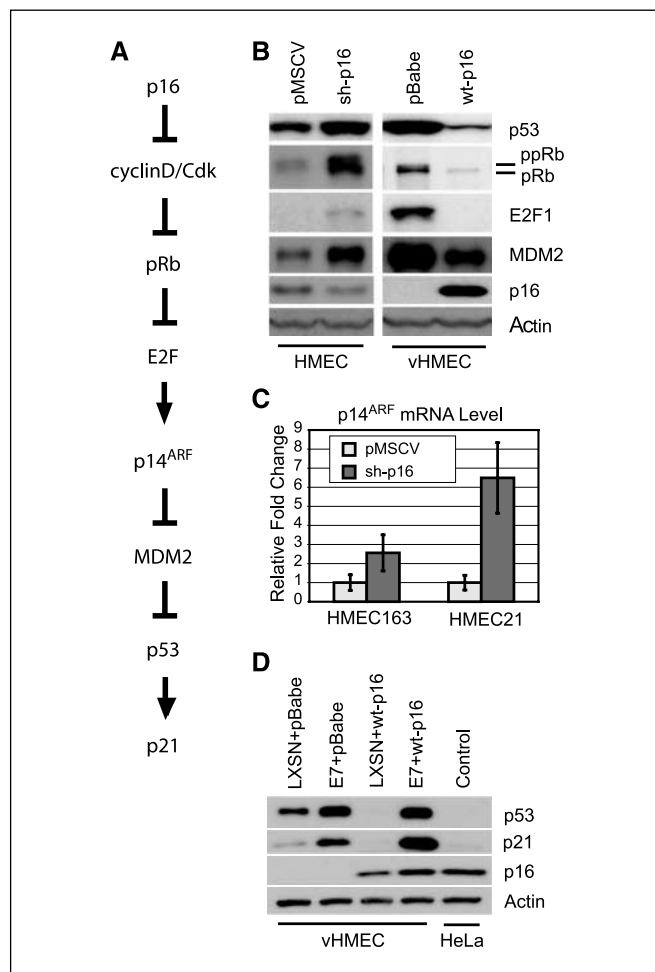 A
p16
cyclinD/Cdk
pRb
E2F
p14ARF
MDM2
p53
p21
B
pMSCV
sh-p16
pBabe
wt-p16
p53
ppRb
pRb
E2F1
MDM2
p16
Actin
HMEC
vHMEC
C
p14ARF mRNA Level
Relative Fold Change
9
8
7
6
5
4
3
2
1
0
pMSCV
sh-p16
HMEC163
HMEC21
D
LXSN+pBabe
E7+pBabe
LXSN+wt-p16
E7+wt-p16
Control
p53
p21
p16
Actin
vHMEC
HeLa